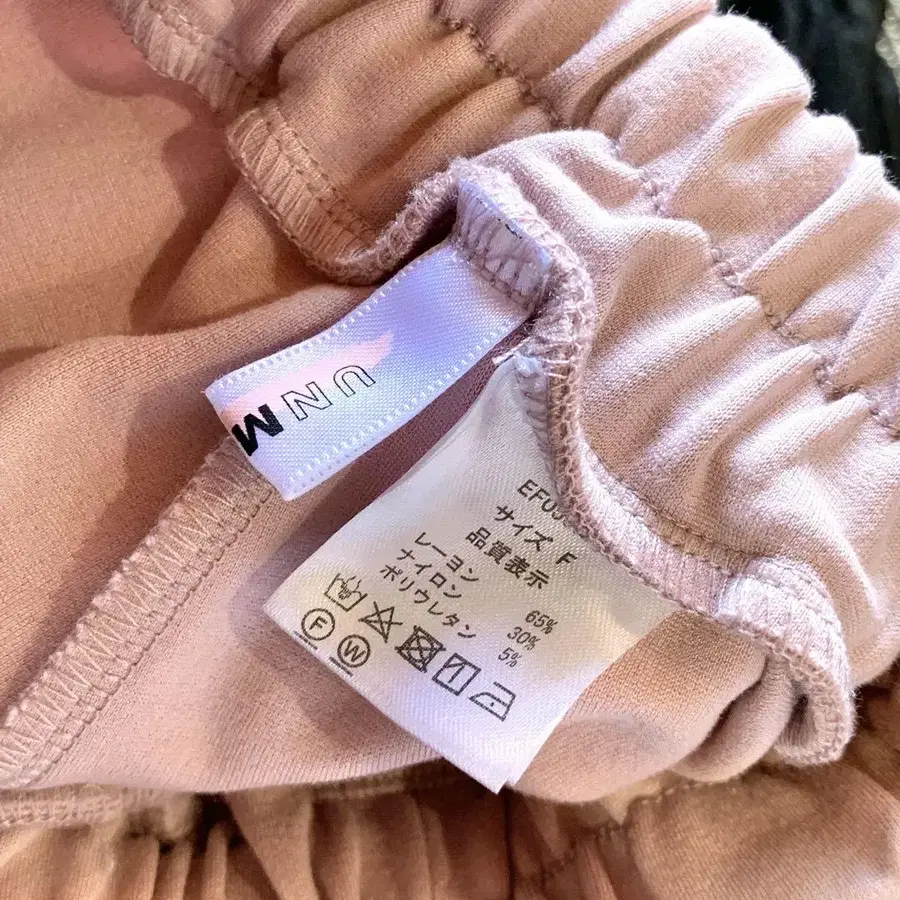 UNM
サイズ F
品質表示
レーヨン 65%
ナイロン 30%
ポリウレタン 5%
F
W